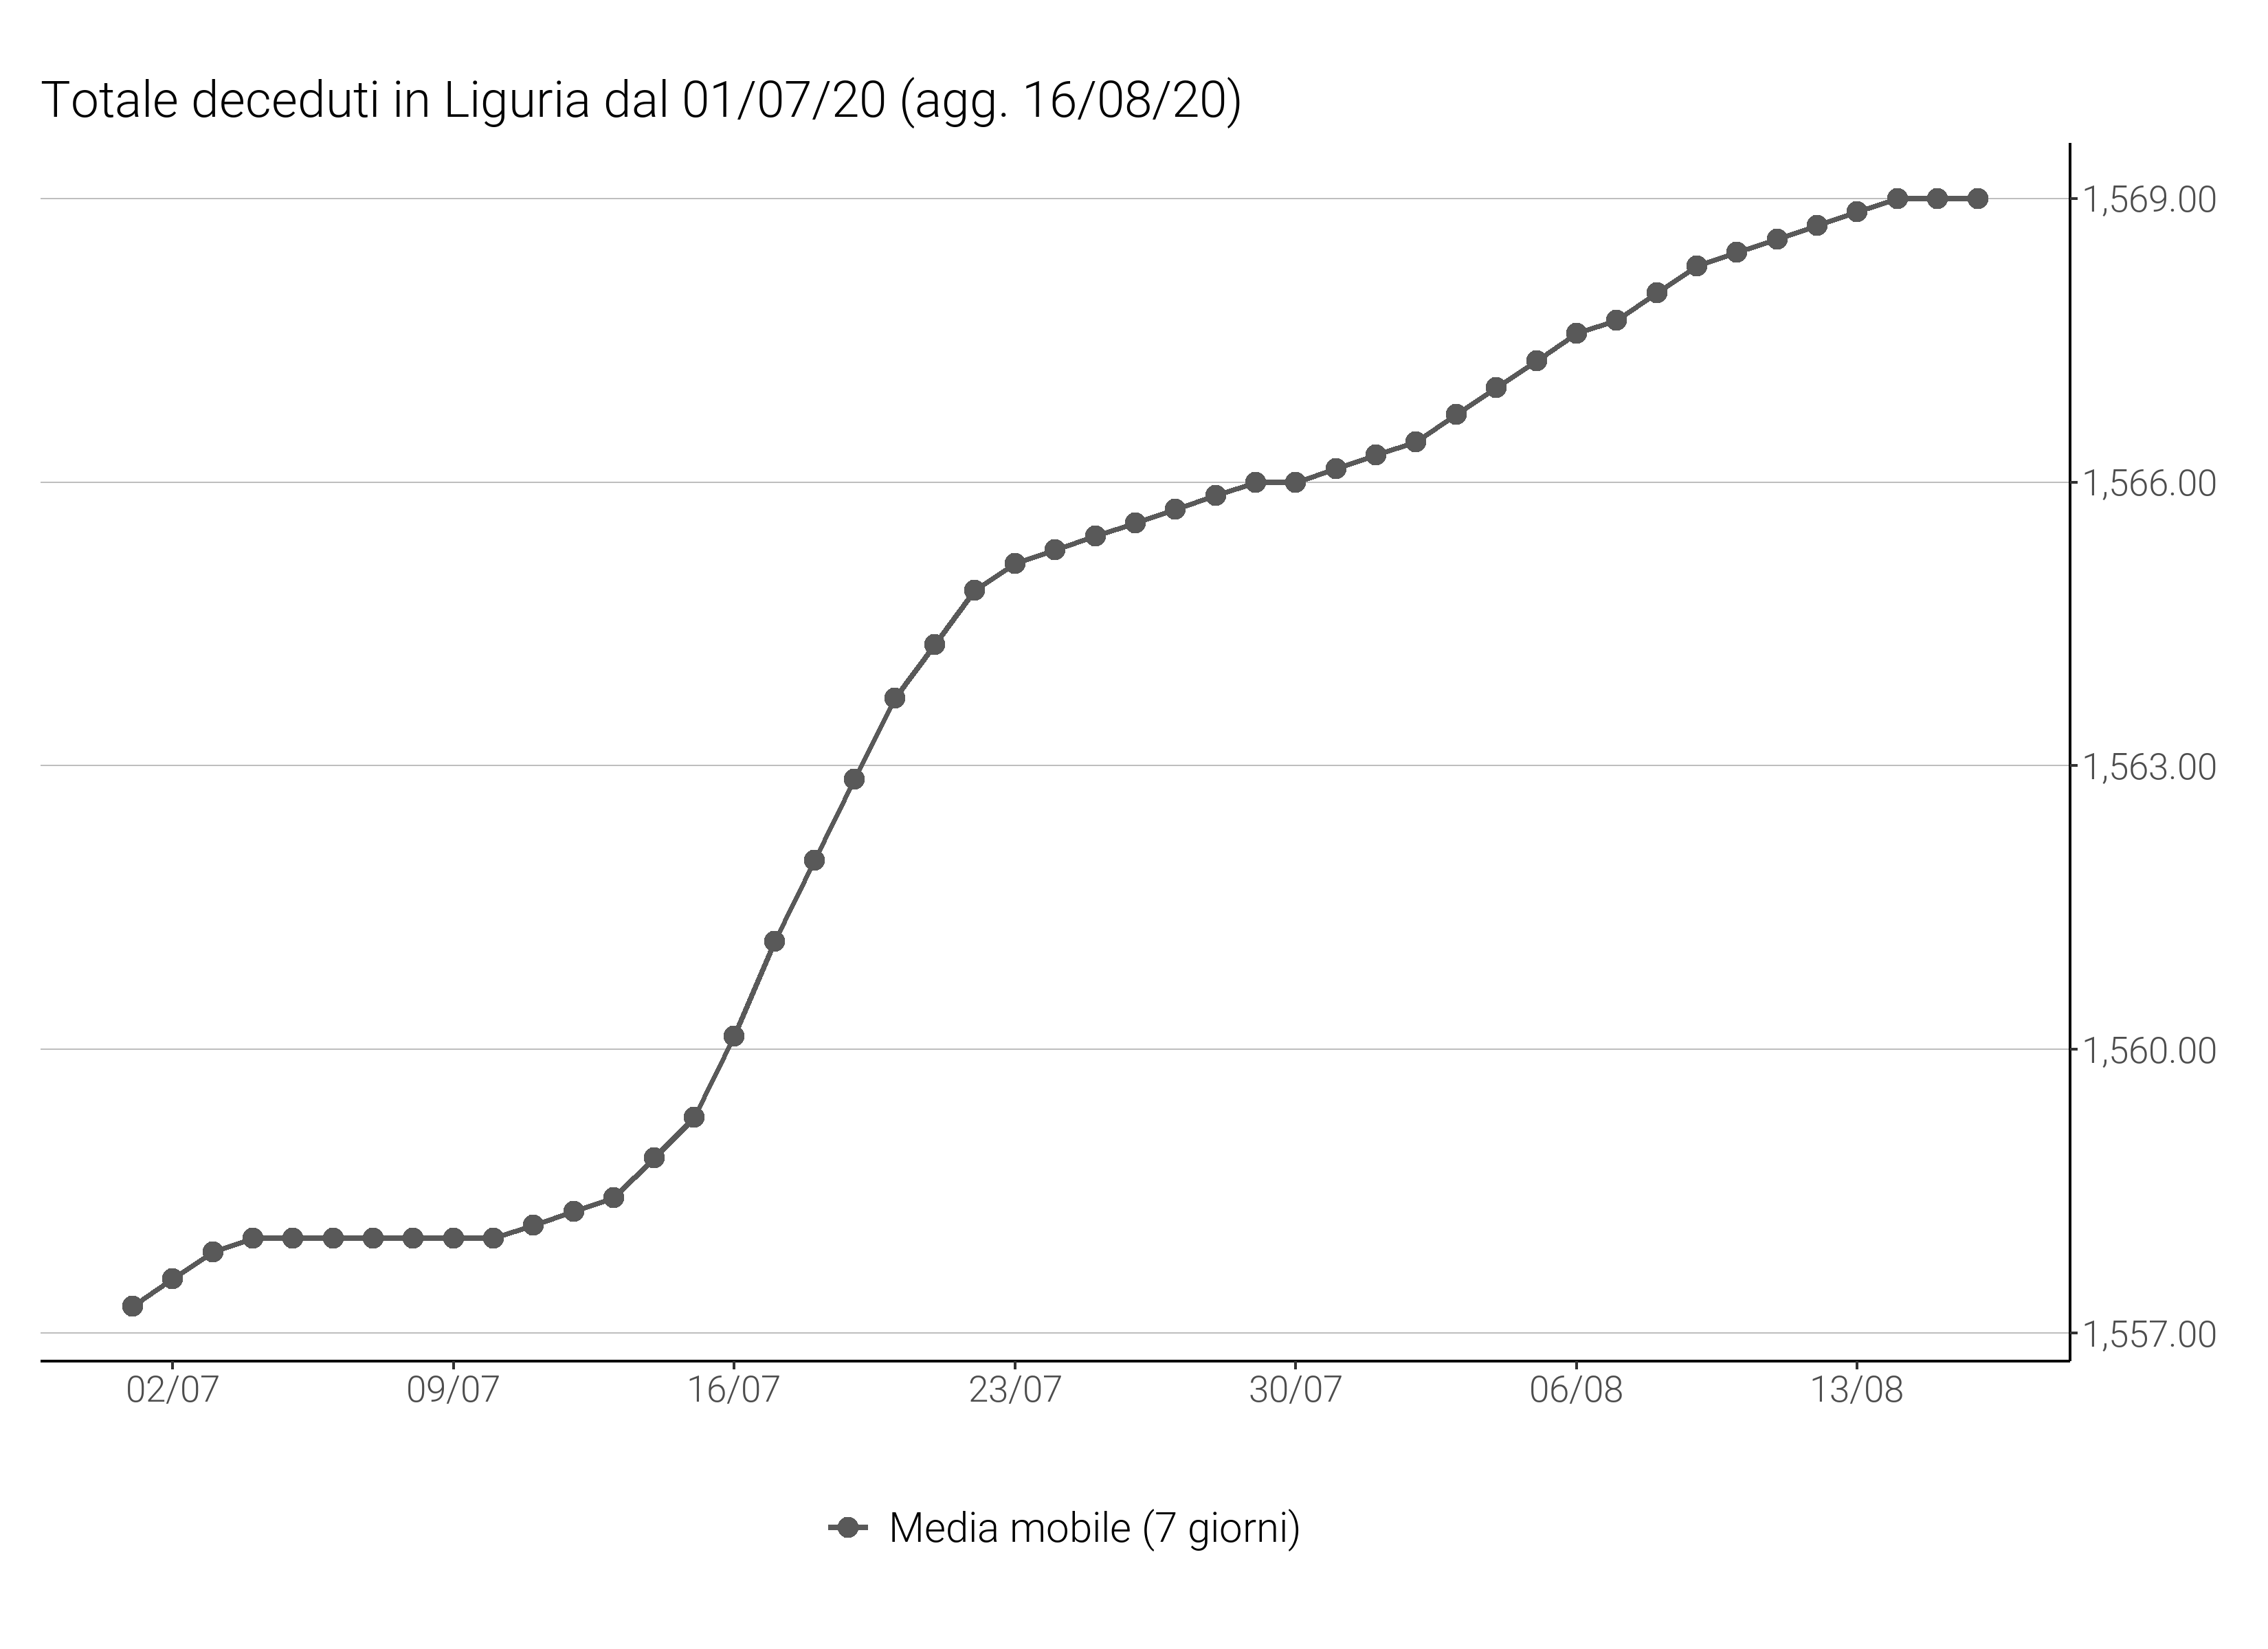 Totale deceduti in Liguria dal 01/07/20 (agg. 16/08/20)
1,569.00
1,566.00
1,563.00
1,560.00
1,557.00
02/07 09/07 16/07 23/07 30/07 06/08 13/08
Media mobile (7 giorni)